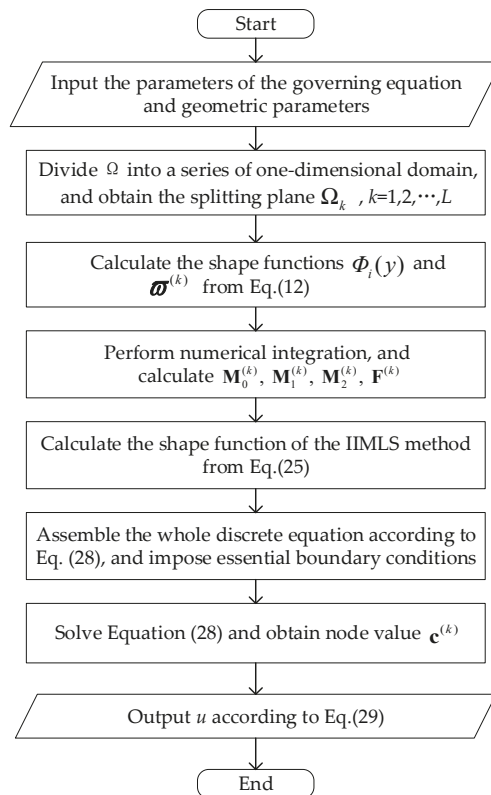 Start
Input the parameters of the governing equation
and geometric parameters
Divide Ω into a series of one-dimensional domain,
and obtain the splitting plane Ω_k , k=1,2,⋯,L
Calculate the shape functions Φ_i(y) and
ϖ^(k) from Eq.(12)
Perform numerical integration, and
calculate M_0^(k), M_1^(k), M_2^(k), F^(k)
Calculate the shape function of the IIMLS method
from Eq.(25)
Assemble the whole discrete equation according to
Eq. (28), and impose essential boundary conditions
Solve Equation (28) and obtain node value c^(k)
Output u according to Eq.(29)
End